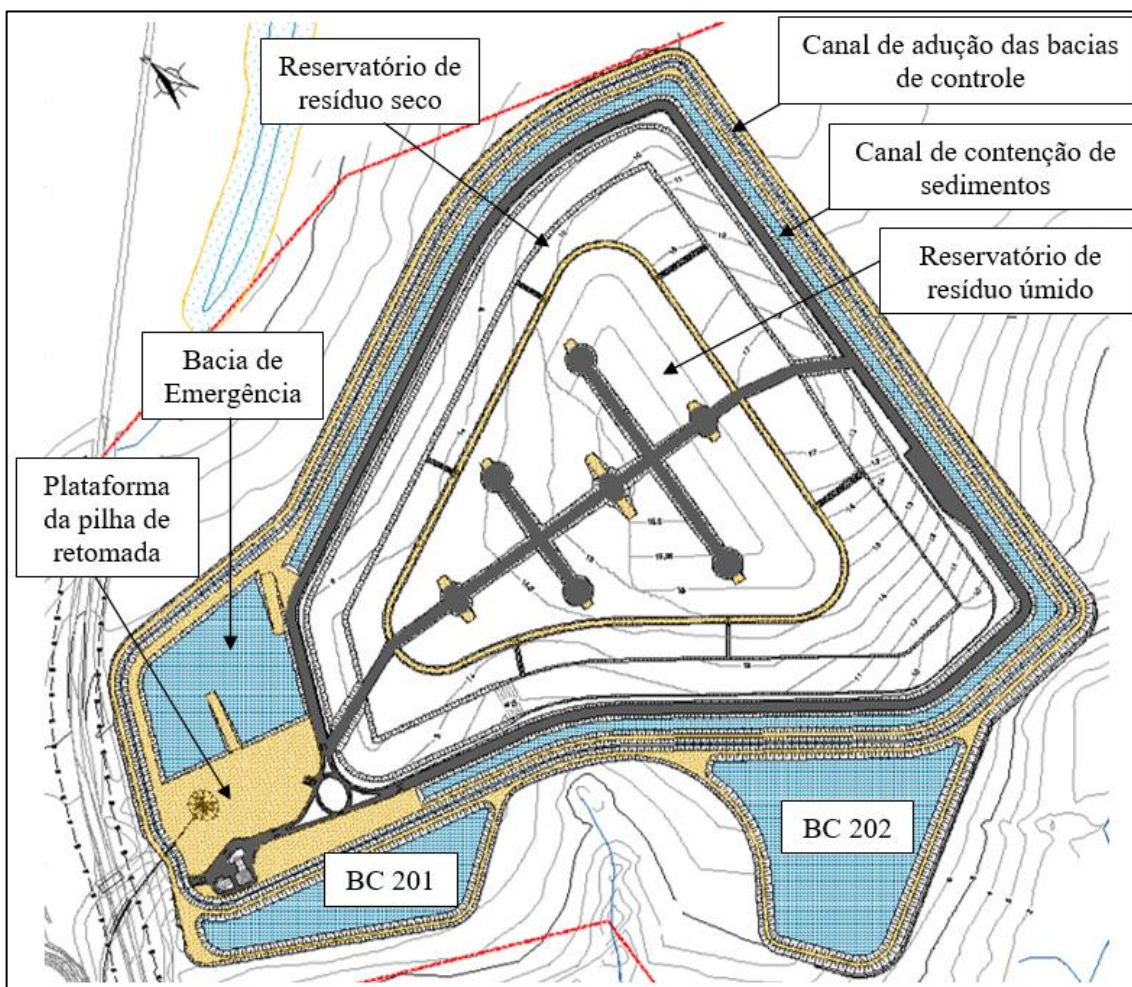 Reservatório de
resíduo seco
Canal de adução das bacias
de controle
Canal de contenção de
sedimentos
Reservatório de
resíduo úmido
Bacia de
Emergência
Plataforma
da pilha de
retomada
BC 202
BC 201